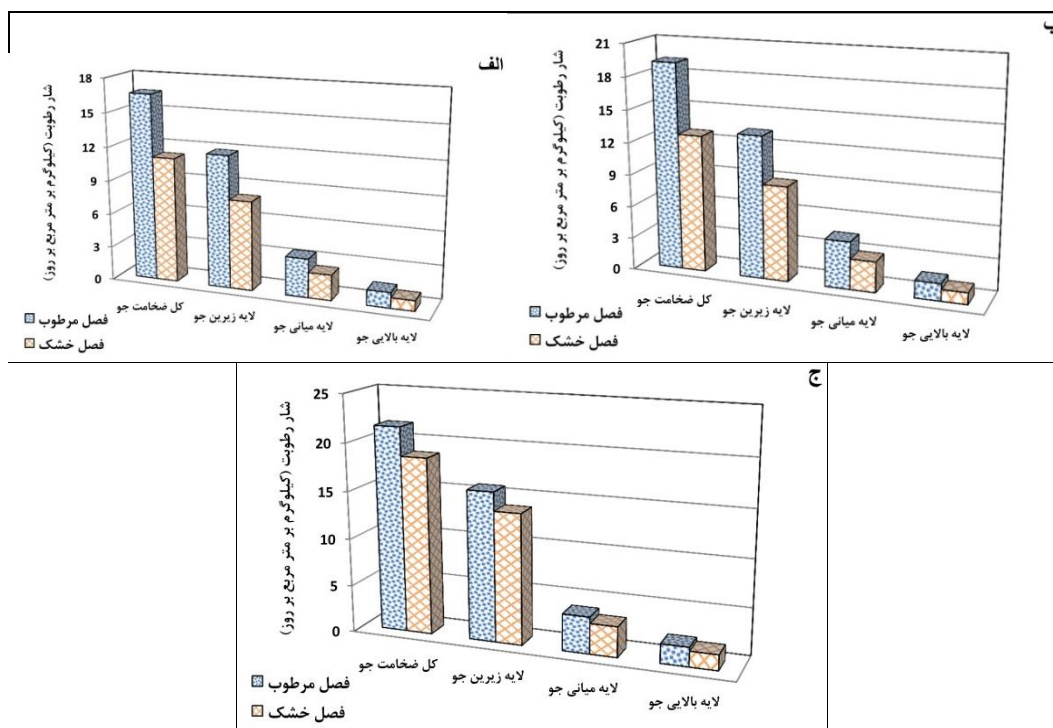 الف
شار رطوبت (کیلوگرم بر متر مربع بر روز)
18
15
12
9
6
3
0
کل ضخامت جو
لایه زیرین جو
لایه میانی جو
لایه بالایی جو
فصل مرطوب
فصل خشک
ب
شار رطوبت (کیلوگرم بر متر مربع بر روز)
21
18
15
12
9
6
3
0
کل ضخامت جو
لایه زیرین جو
لایه میانی جو
لایه بالایی جو
فصل مرطوب
فصل خشک
ج
شار رطوبت (کیلوگرم بر متر مربع بر روز)
25
20
15
10
5
0
کل ضخامت جو
لایه زیرین جو
لایه میانی جو
لایه بالایی جو
فصل مرطوب
فصل خشک